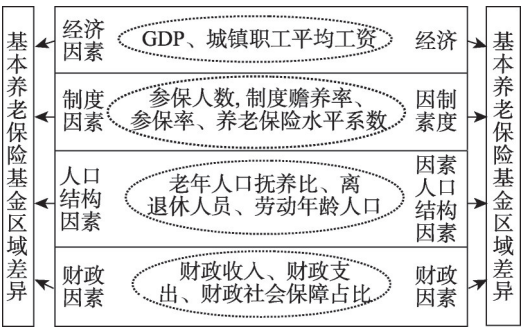 基本养老保险基金区域差异
经济
因素
GDP、城镇职工平均工资
经济
制度
因素
参保人数,制度赡养率、
参保率、养老保险水平系数
因制
素度
人口
结构
因素
老年人口抚养比、离
退休人员、劳动年龄人口
因素
人口
结构
因素
财政
因素
财政收入、财政支
出、财政社会保障占比
财政
因素
基本养老保险基金区域差异